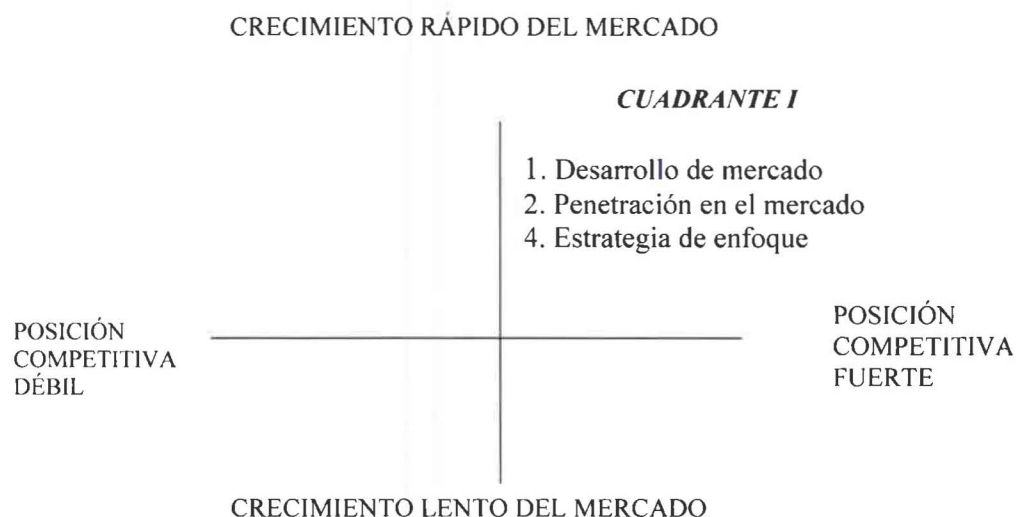 CRECIMIENTO RÁPIDO DEL MERCADO
CUADRANTE I
1. Desarrollo de mercado
2. Penetración en el mercado
4. Estrategia de enfoque
POSICIÓN
COMPETITIVA
DÉBIL
POSICIÓN
COMPETITIVA
FUERTE
CRECIMIENTO LENTO DEL MERCADO